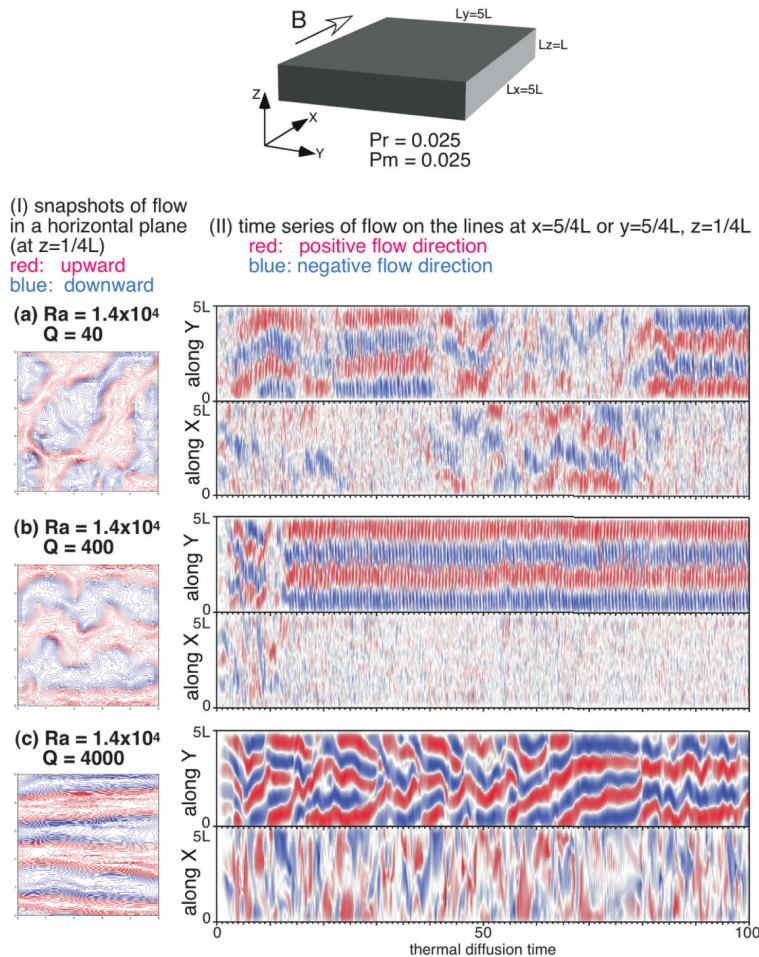 B
Ly=5L
Lz=L
Lx=5L
Z
X
Y
Pr = 0.025
Pm = 0.025
(I) snapshots of flow
in a horizontal plane
(at z=1/4L)
red: upward
blue: downward
(II) time series of flow on the lines at x=5/4L or y=5/4L, z=1/4L
red: positive flow direction
blue: negative flow direction
(a) Ra = 1.4x10⁴
Q = 40
5L
along Y
0
5L
along X
0
(b) Ra = 1.4x10⁴
Q = 400
5L
along Y
0
5L
along X
0
(c) Ra = 1.4x10⁴
Q = 4000
5L
along Y
0
5L
along X
0
0 50 100
thermal diffusion time